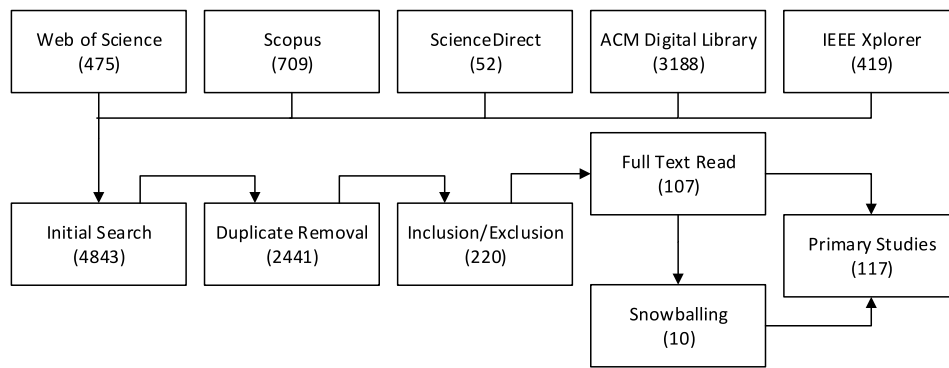 Web of Science
(475)
Scopus
(709)
ScienceDirect
(52)
ACM Digital Library
(3188)
IEEE Xplorer
(419)
Full Text Read
(107)
Initial Search
(4843)
Duplicate Removal
(2441)
Inclusion/Exclusion
(220)
Primary Studies
(117)
Snowballing
(10)